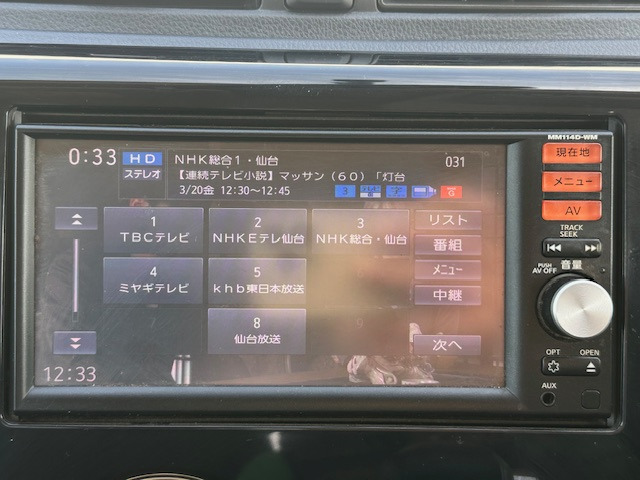 MM114D-WM
0:33 HD NHK総合1・仙台 031
ステレオ 【連続テレビ小説】マッサン（60）「灯台
3/20金 12:30～12:45 3 G
1 2 3
TBCテレビ NHKEテレ仙台 NHK総合・仙台
4 5
ミヤギテレビ khb東日本放送
8 9
仙台放送
リスト
番組
メニュー
中継
次へ
12:33
現在地
メニュー
AV
TRACK
SEEK
PUSH
AV OFF 音量
OPT OPEN
AUX